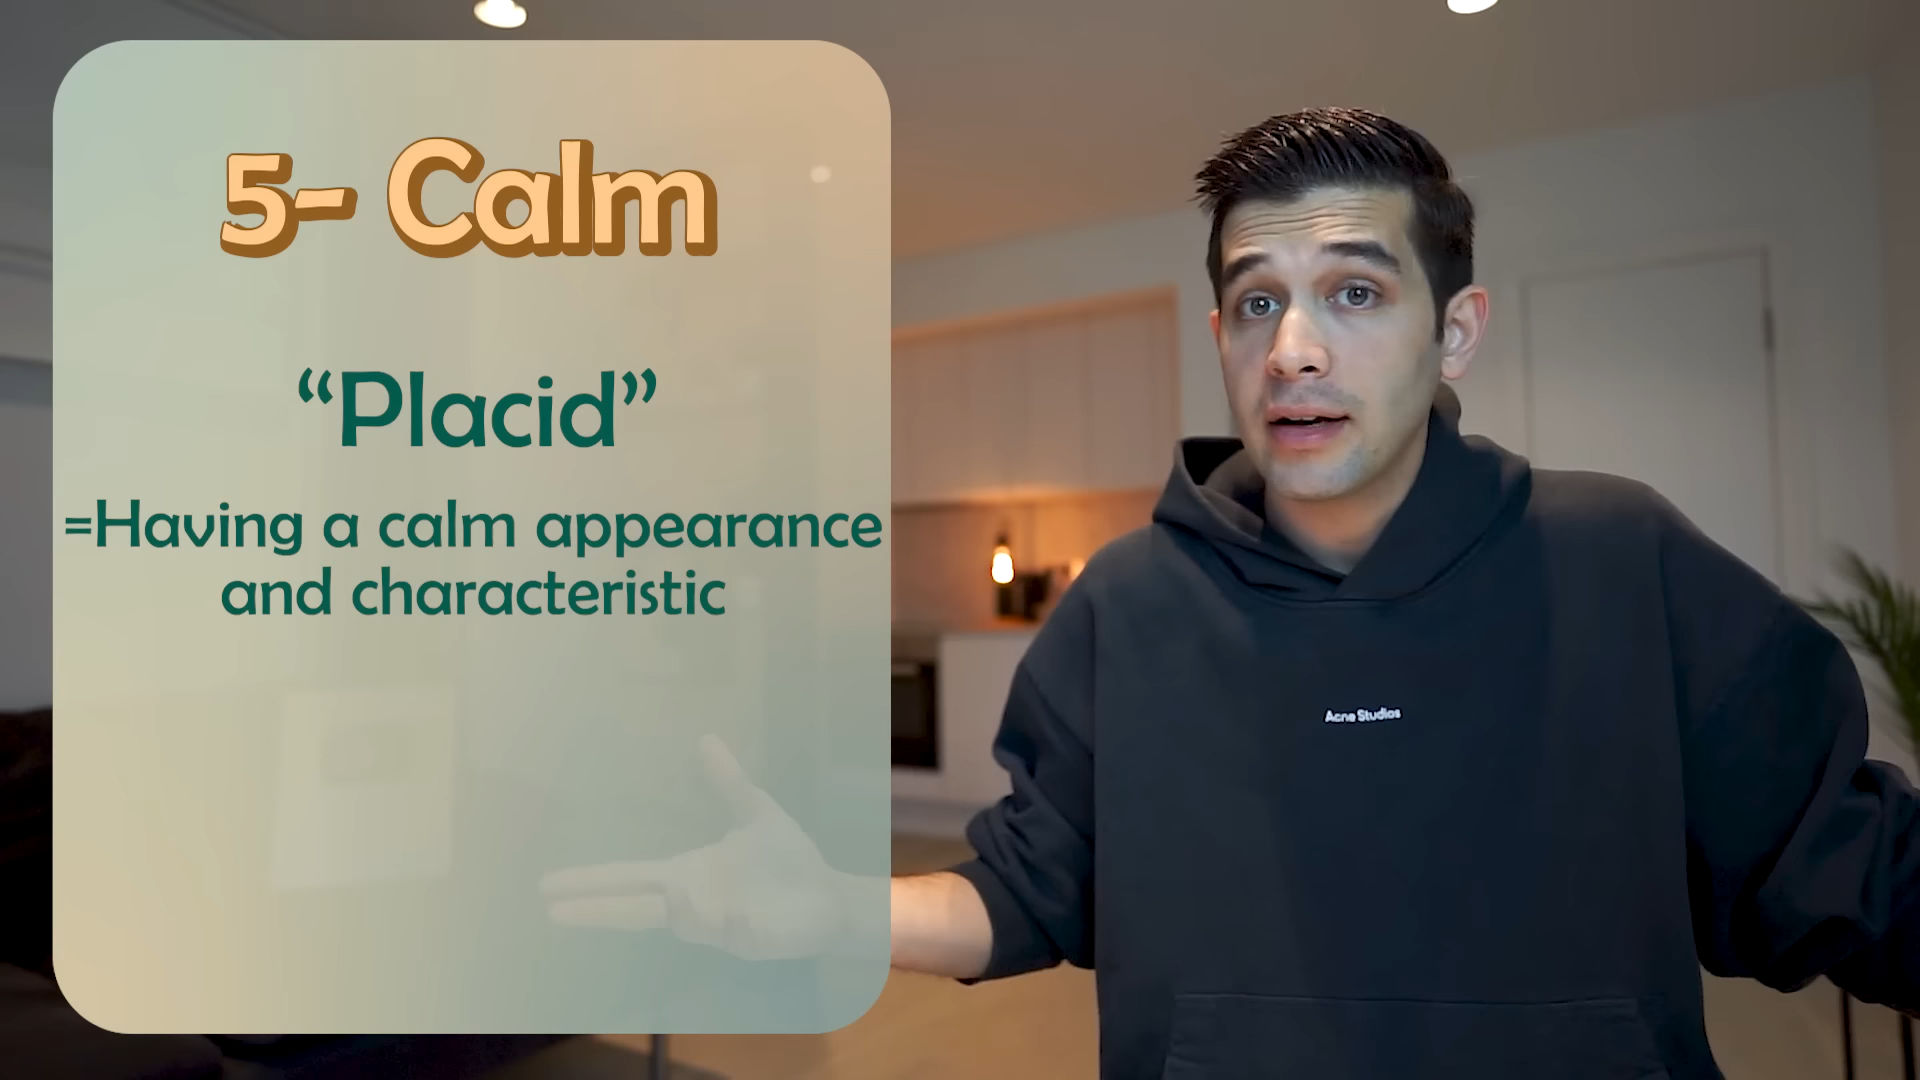 5- Calm
“Placid”
=Having a calm appearance
and characteristic
Acne Studios